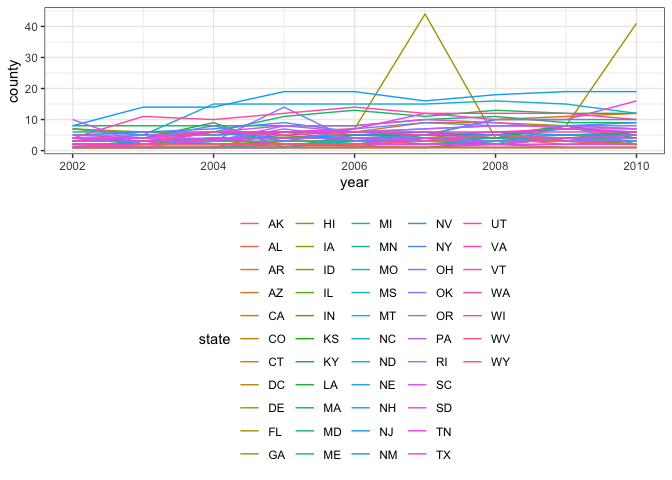 40
30
county
20
10
0
2002 2004 2006 2008 2010
year
state
AK HI MI NV UT
AL IA MN NY VA
AR ID MO OH VT
AZ IL MS OK WA
CA IN MT OR WI
CO KS NC PA WV
CT KY ND RI WY
DC LA NE SC
DE MA NH SD
FL MD NJ TN
GA ME NM TX